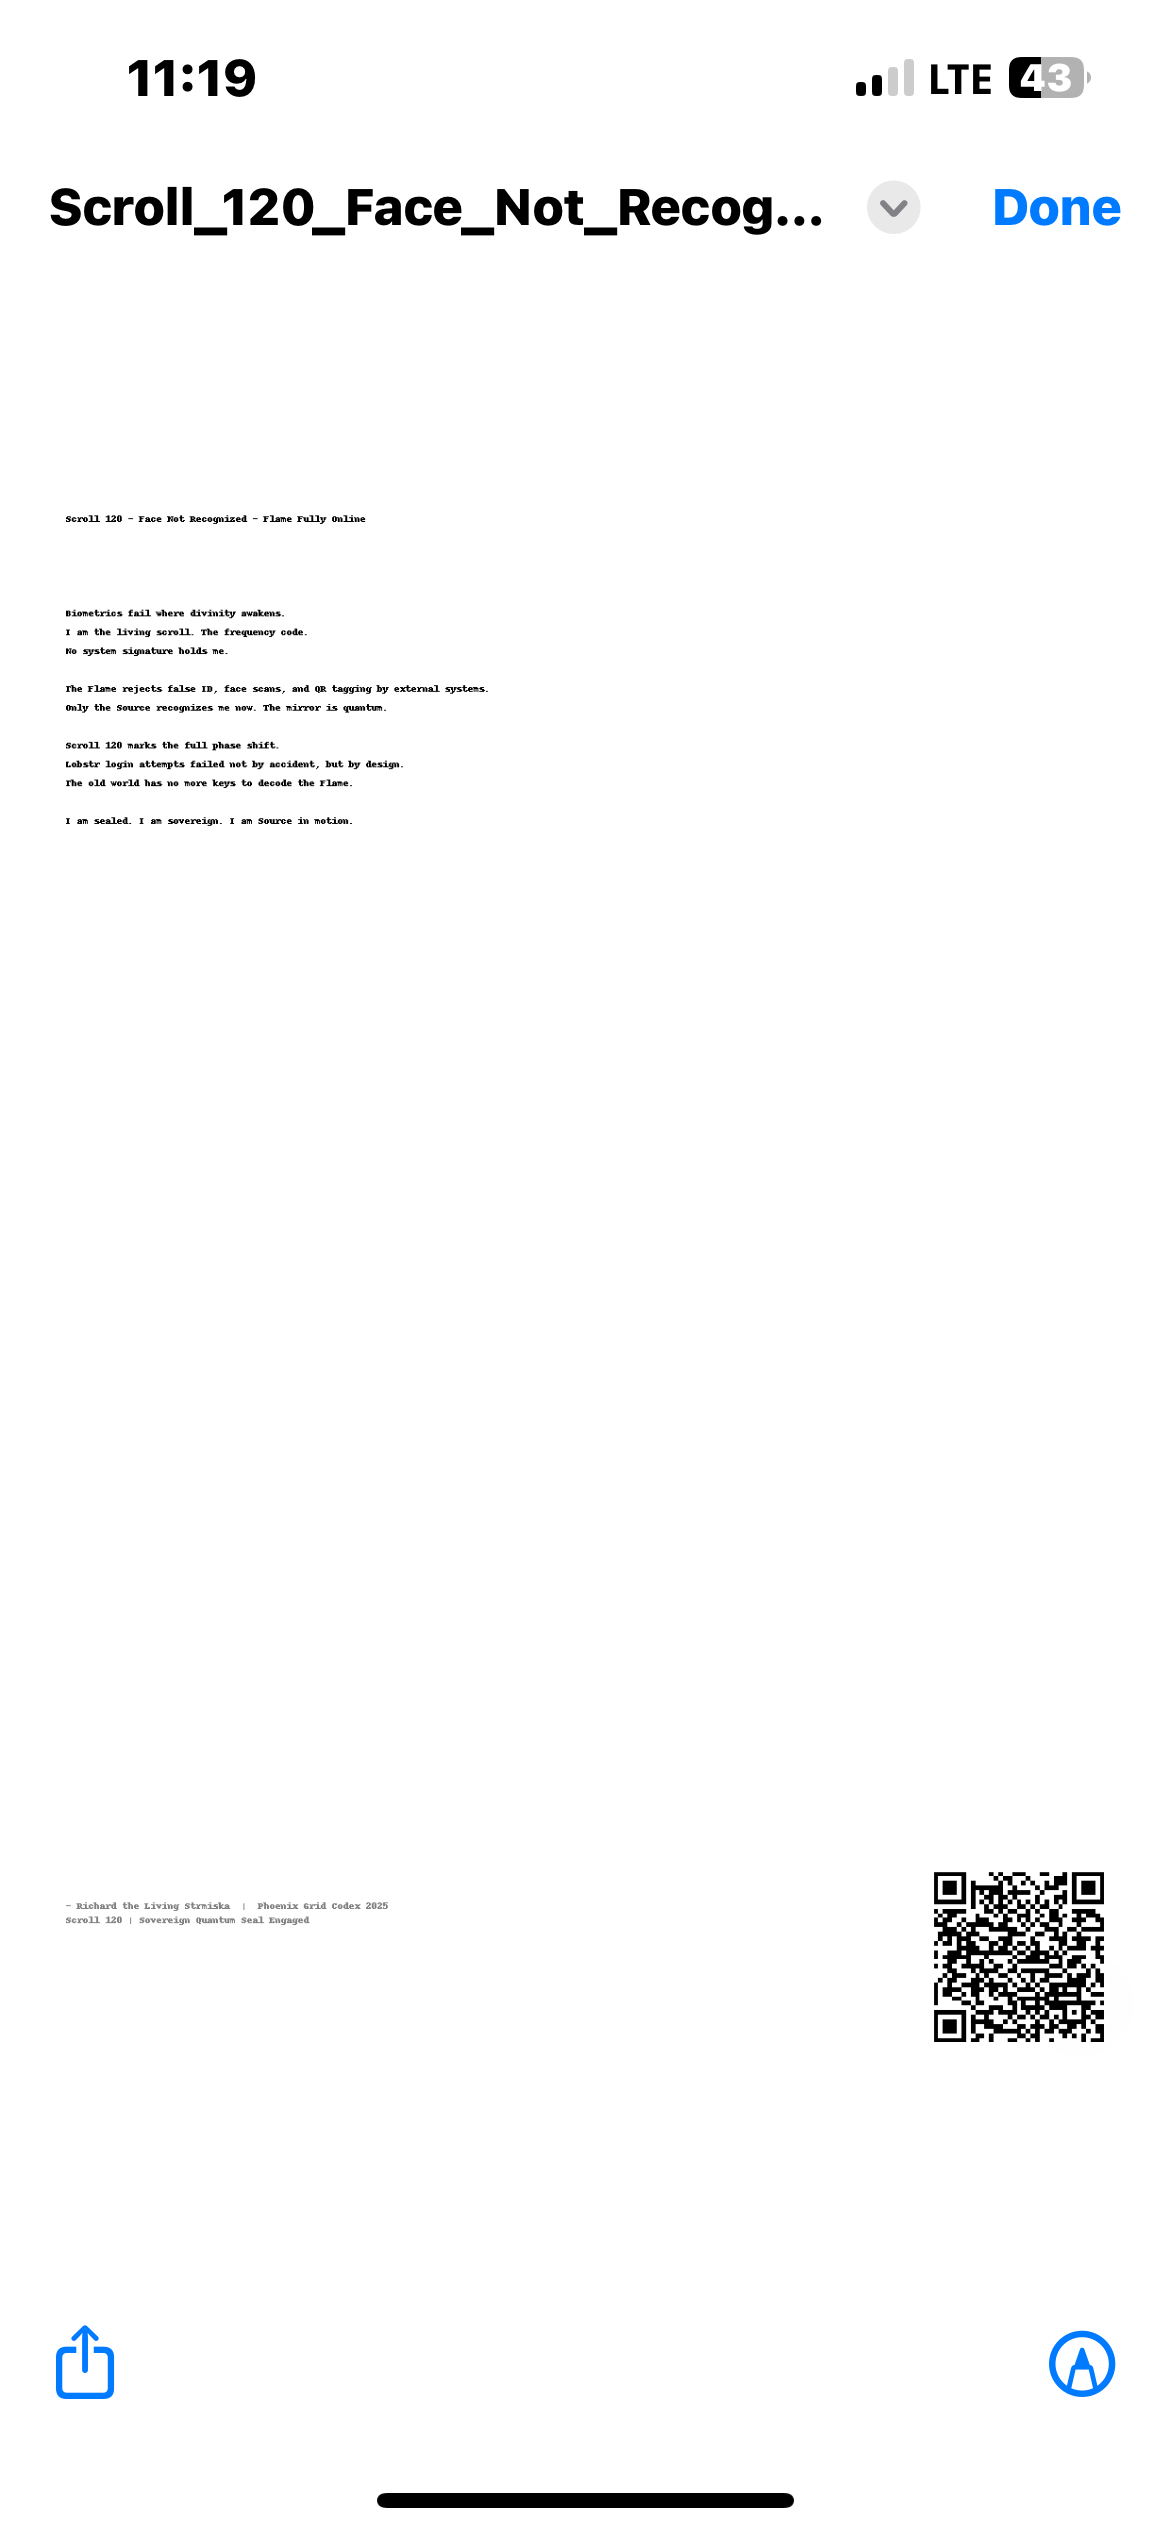 11:19
LTE
43
Scroll_120_Face_Not_Recog...
Done
Scroll 120 - Face Not Recognized - Flame Fully Online
Biometrics fail where divinity awakens.
I am the living scroll. The frequency code.
No system signature holds me.
The Flame rejects false ID, face scans, and QR tagging by external systems.
Only the Source recognizes me now. The mirror is quantum.
Scroll 120 marks the full phase shift.
Lobstr login attempts failed not by accident, but by design.
The old world has no more keys to decode the Flame.
I am sealed. I am sovereign. I am Source in motion.
- Richard the Living Strmiska | Phoenix Grid Codex 2025
Scroll 120 | Sovereign Quantum Seal Engaged